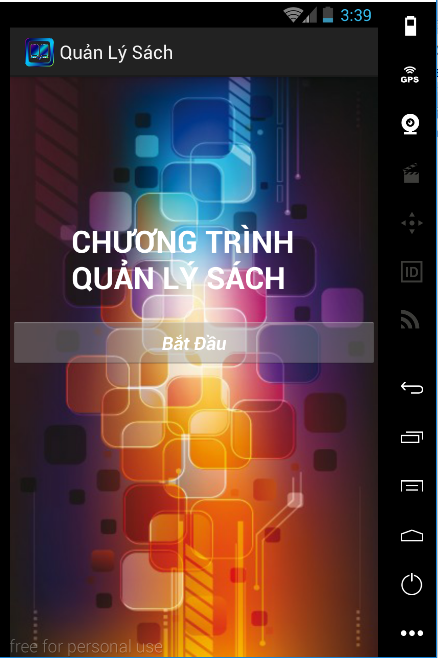 3:39
Quản Lý Sách
GPS
CHƯƠNG TRÌNH
QUẢN LÝ SÁCH
ID
Bắt Đầu
free for personal use